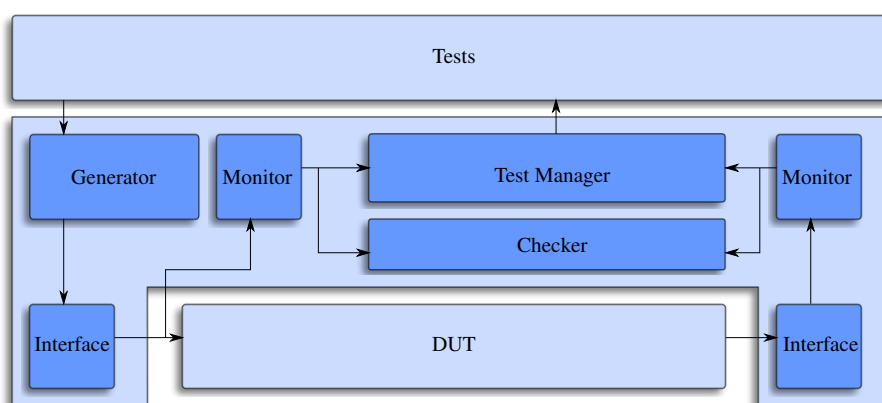 Tests
Generator
Monitor
Test Manager
Monitor
Checker
Interface
DUT
Interface